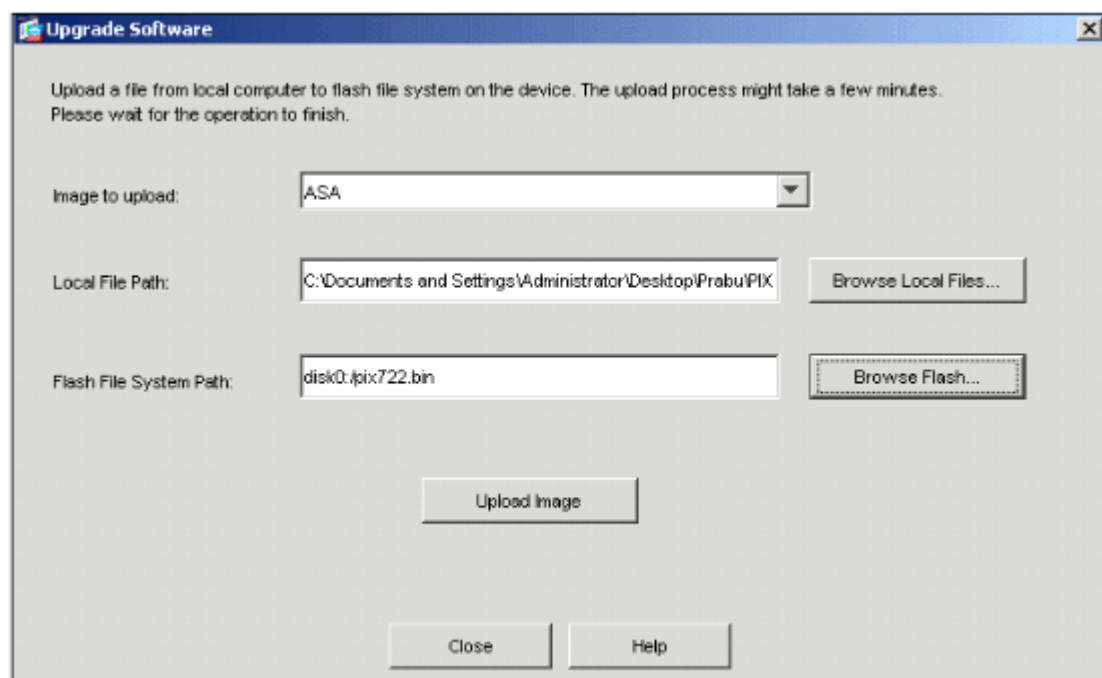 Upgrade Software
Upload a file from local computer to flash file system on the device. The upload process might take a few minutes.
Please wait for the operation to finish.
Image to upload:
ASA
Local File Path:
C:\Documents and Settings\Administrator\Desktop\Prabu\PIX
Browse Local Files...
Flash File System Path:
disk0:/pix722.bin
Browse Flash...
Upload Image
Close
Help